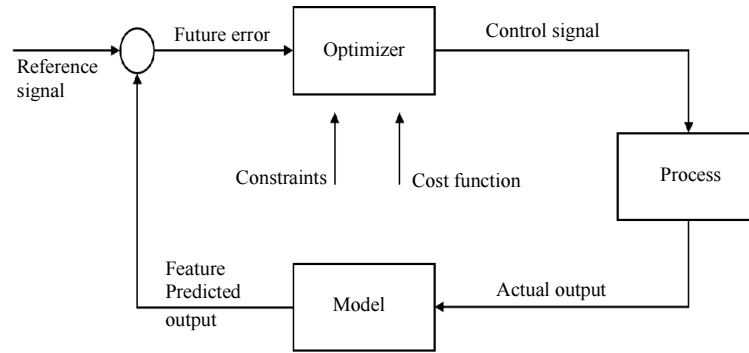 Future error
Optimizer
Control signal
Reference
signal
Constraints
Cost function
Process
Feature
Predicted
output
Model
Actual output